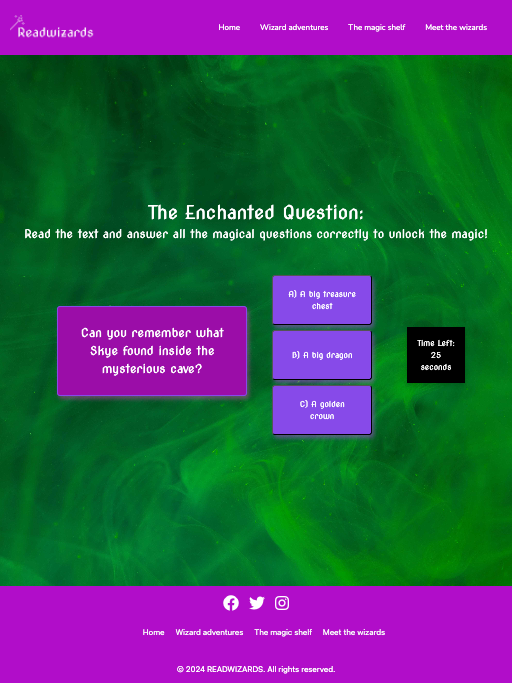 Readwizards
Home Wizard adventures The magic shelf Meet the wizards
The Enchanted Question:
Read the text and answer all the magical questions correctly to unlock the magic!
Can you remember what
Skye found inside the
mysterious cave?
A) A big treasure
chest
B) A big dragon
C) A golden
crown
Time Left:
25
seconds
Home Wizard adventures The magic shelf Meet the wizards
© 2024 READWIZARDS. All rights reserved.